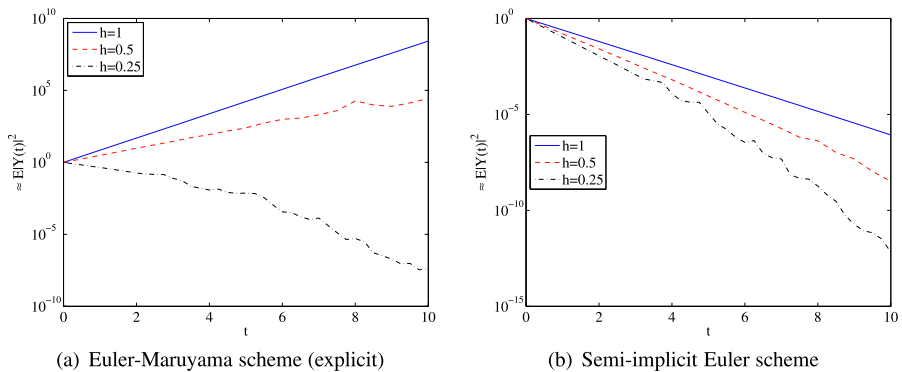 10^10
10^5
10^0
10^-5
10^-10
≈ E|Y(t)|^2
h=1
h=0.5
h=0.25
0 2 4 6 8 10
t
(a) Euler-Maruyama scheme (explicit)
10^0
10^-5
10^-10
10^-15
≈ E|Y(t)|^2
h=1
h=0.5
h=0.25
0 2 4 6 8 10
t
(b) Semi-implicit Euler scheme